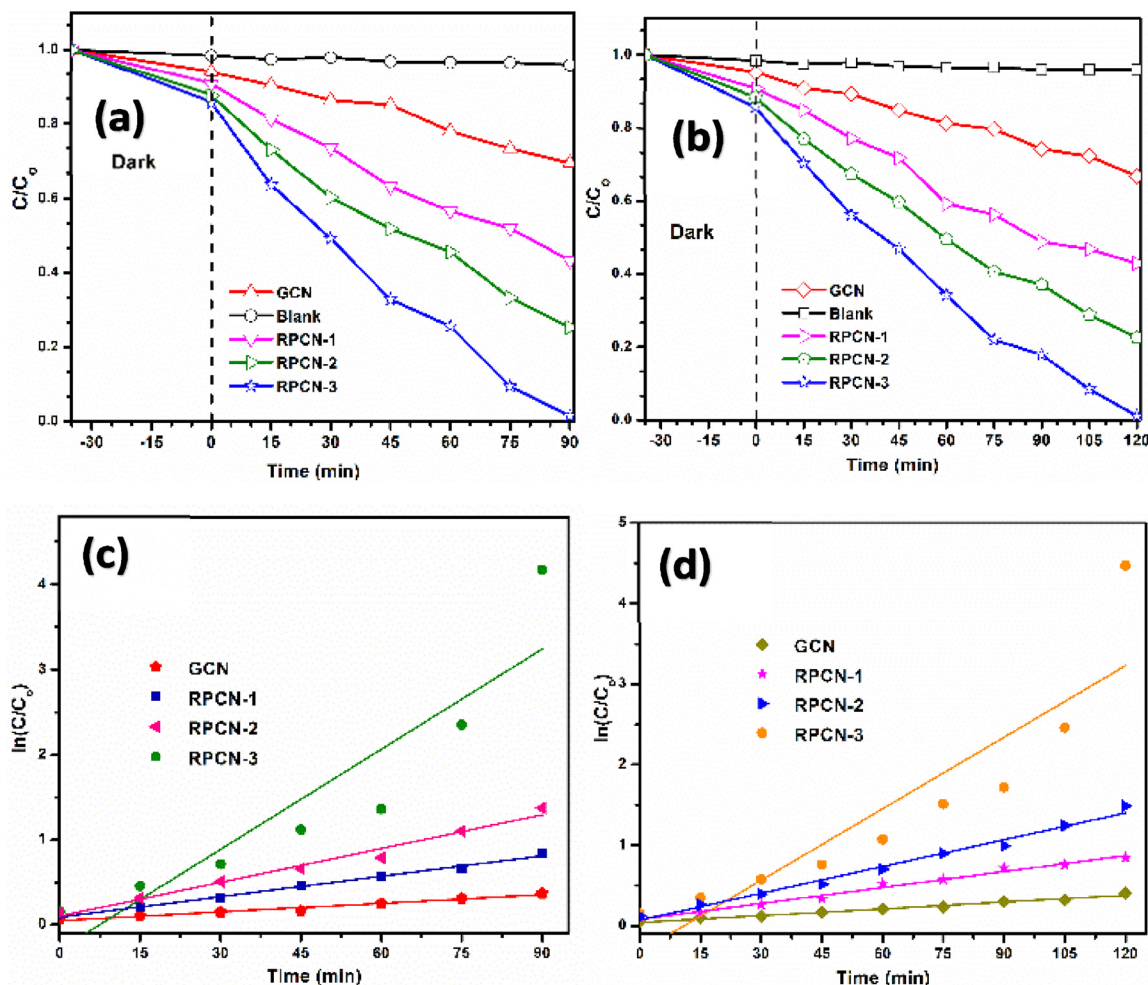 (a)
Dark
C/Co
1.0
0.8
0.6
0.4
0.2
0.0
GCN
Blank
RPCN-1
RPCN-2
RPCN-3
-30 -15 0 15 30 45 60 75 90
Time (min)
(b)
Dark
C/Co
1.0
0.8
0.6
0.4
0.2
0.0
GCN
Blank
RPCN-1
RPCN-2
RPCN-3
-30 -15 0 15 30 45 60 75 90 105 120
Time (min)
(c)
ln(C/Co)
4
3
2
1
0
GCN
RPCN-1
RPCN-2
RPCN-3
0 15 30 45 60 75 90
Time (min)
(d)
ln(C/Co)
5
4
3
2
1
0
GCN
RPCN-1
RPCN-2
RPCN-3
0 15 30 45 60 75 90 105 120
Time (min)